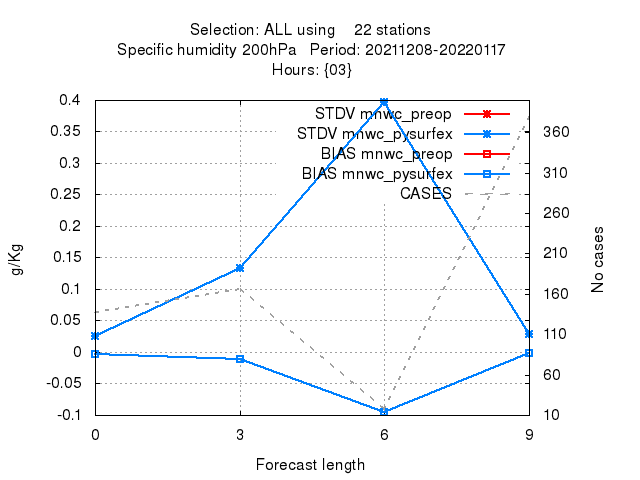 Selection: ALL using 22 stations
Specific humidity 200hPa Period: 20211208-20220117
Hours: {03}
STDV mnwc_preop
STDV mnwc_pysurfex
BIAS mnwc_preop
BIAS mnwc_pysurfex
CASES
0.4
0.35
0.3
0.25
0.2
0.15
0.1
0.05
0
-0.05
-0.1
g/Kg
360
310
260
210
160
110
60
10
No cases
0 3 6 9
Forecast length